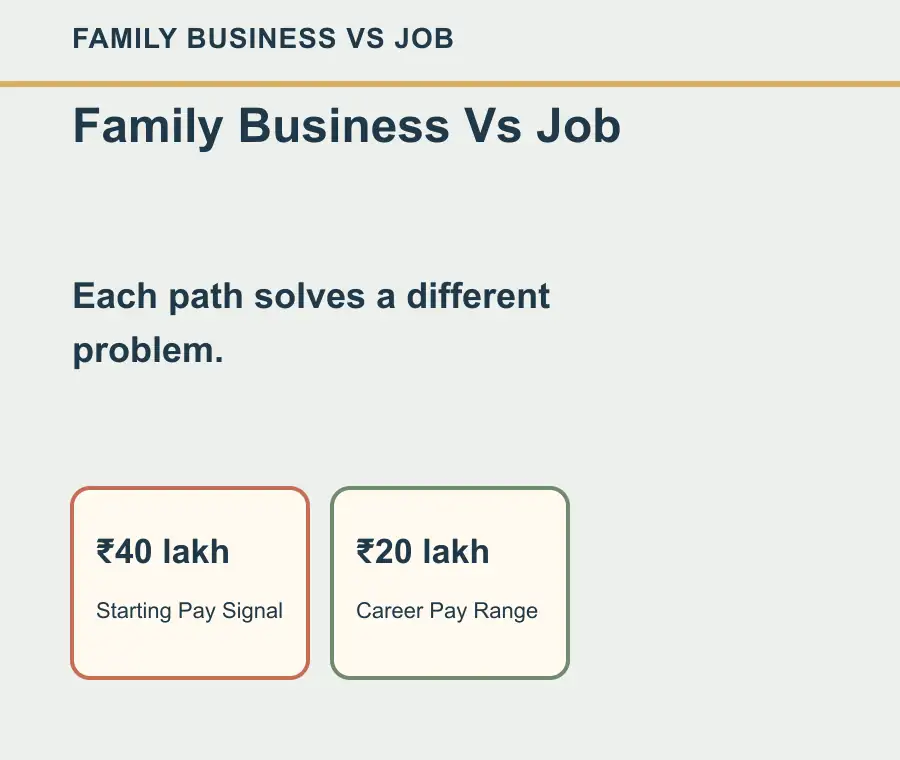 FAMILY BUSINESS VS JOB
Family Business Vs Job
Each path solves a different
problem.
₹40 lakh
Starting Pay Signal
₹20 lakh
Career Pay Range